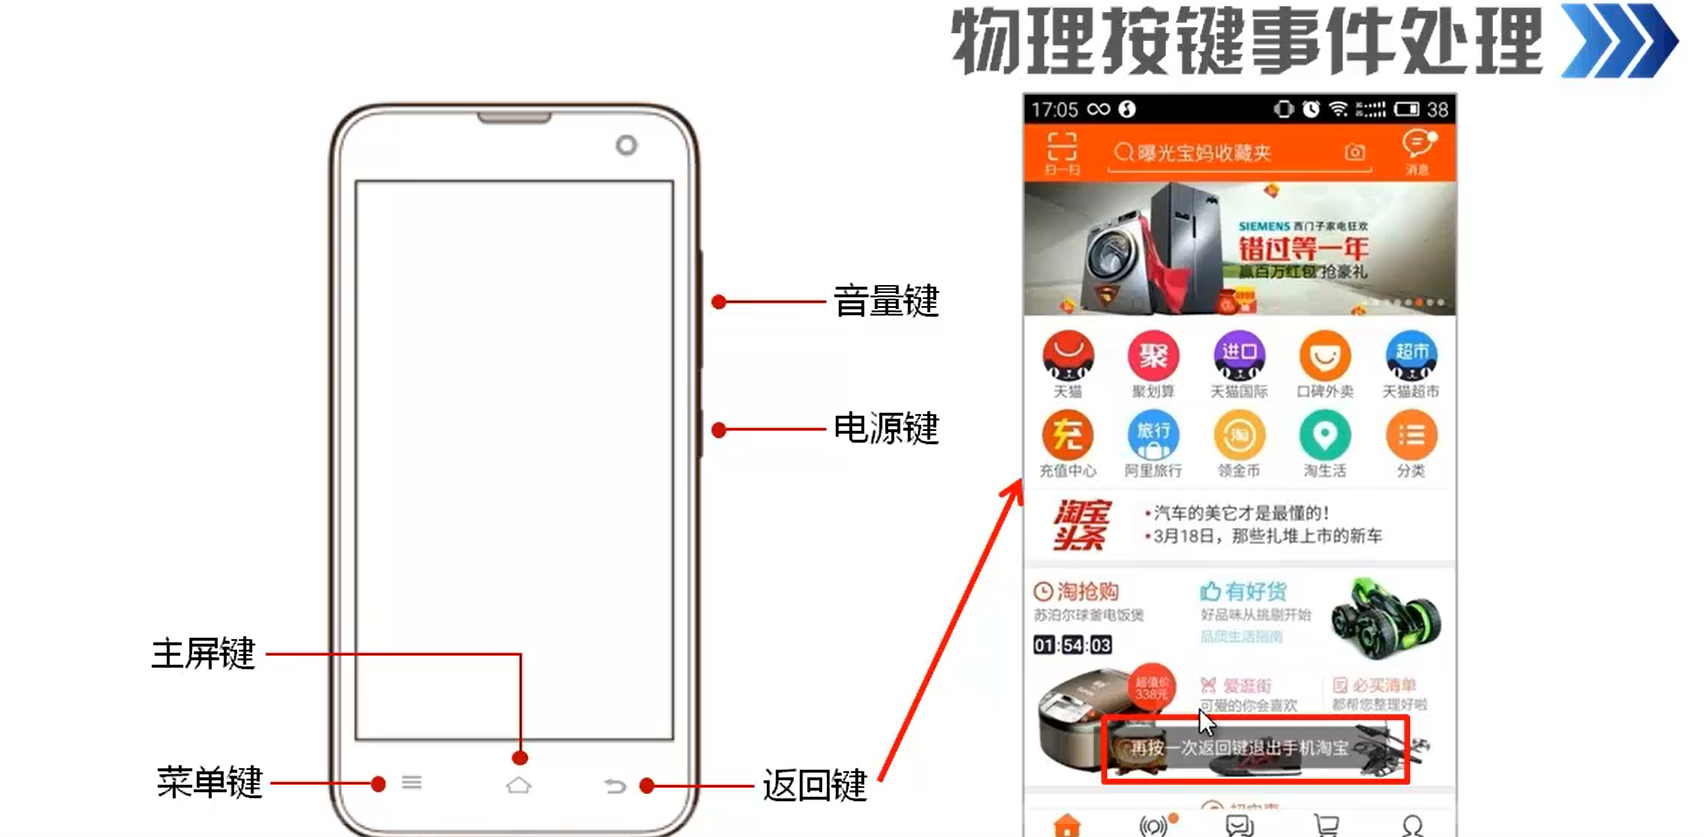 物理按键事件处理
音量键
电源键
主屏键
菜单键
返回键
17:05
38
扫一扫
曝光宝妈收藏夹
消息
SIEMENS 西门子家电狂欢
错过等一年
赢百万红包 抢豪礼
聚
进口
超市
天猫
聚划算
天猫国际
口碑外卖
天猫超市
充
旅行
淘
充值中心
阿里旅行
领金币
淘生活
分类
淘宝
头条
•汽车的美它才是最懂的!
•3月18日，那些扎堆上市的新车
淘抢购
苏泊尔球釜电饭煲
01:54:03
超值价
338元
有好货
好品味从挑剔开始
品质生活指南
爱逛街
可爱的你会喜欢
必买清单
都帮您整理好啦
再按一次返回键退出手机淘宝